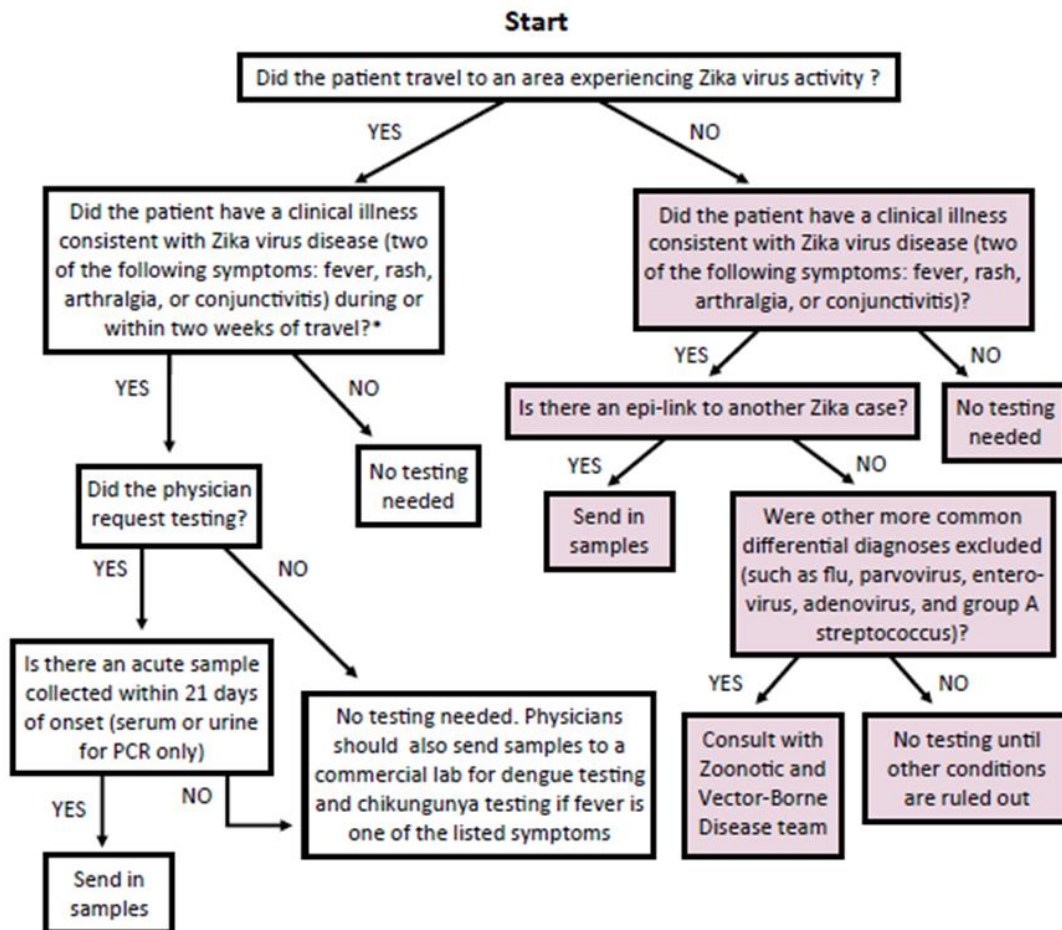 Start
Did the patient travel to an area experiencing Zika virus activity ?
YES
NO
Did the patient have a clinical illness
consistent with Zika virus disease (two
of the following symptoms: fever, rash,
arthralgia, or conjunctivitis) during or
within two weeks of travel?*
YES
NO
No testing
needed
Did the physician
request testing?
YES
NO
Is there an acute sample
collected within 21 days
of onset (serum or urine
for PCR only)
YES
NO
Send in
samples
No testing needed. Physicians
should also send samples to a
commercial lab for dengue testing
and chikungunya testing if fever is
one of the listed symptoms
Did the patient have a clinical illness
consistent with Zika virus disease (two
of the following symptoms: fever, rash,
arthralgia, or conjunctivitis)?
YES
NO
Is there an epi-link to another Zika case?
No testing
needed
YES
NO
Send in
samples
Were other more common
differential diagnoses excluded
(such as flu, parvovirus, entero-
virus, adenovirus, and group A
streptococcus)?
YES
NO
Consult with
Zoonotic and
Vector-Borne
Disease team
No testing until
other conditions
are ruled out